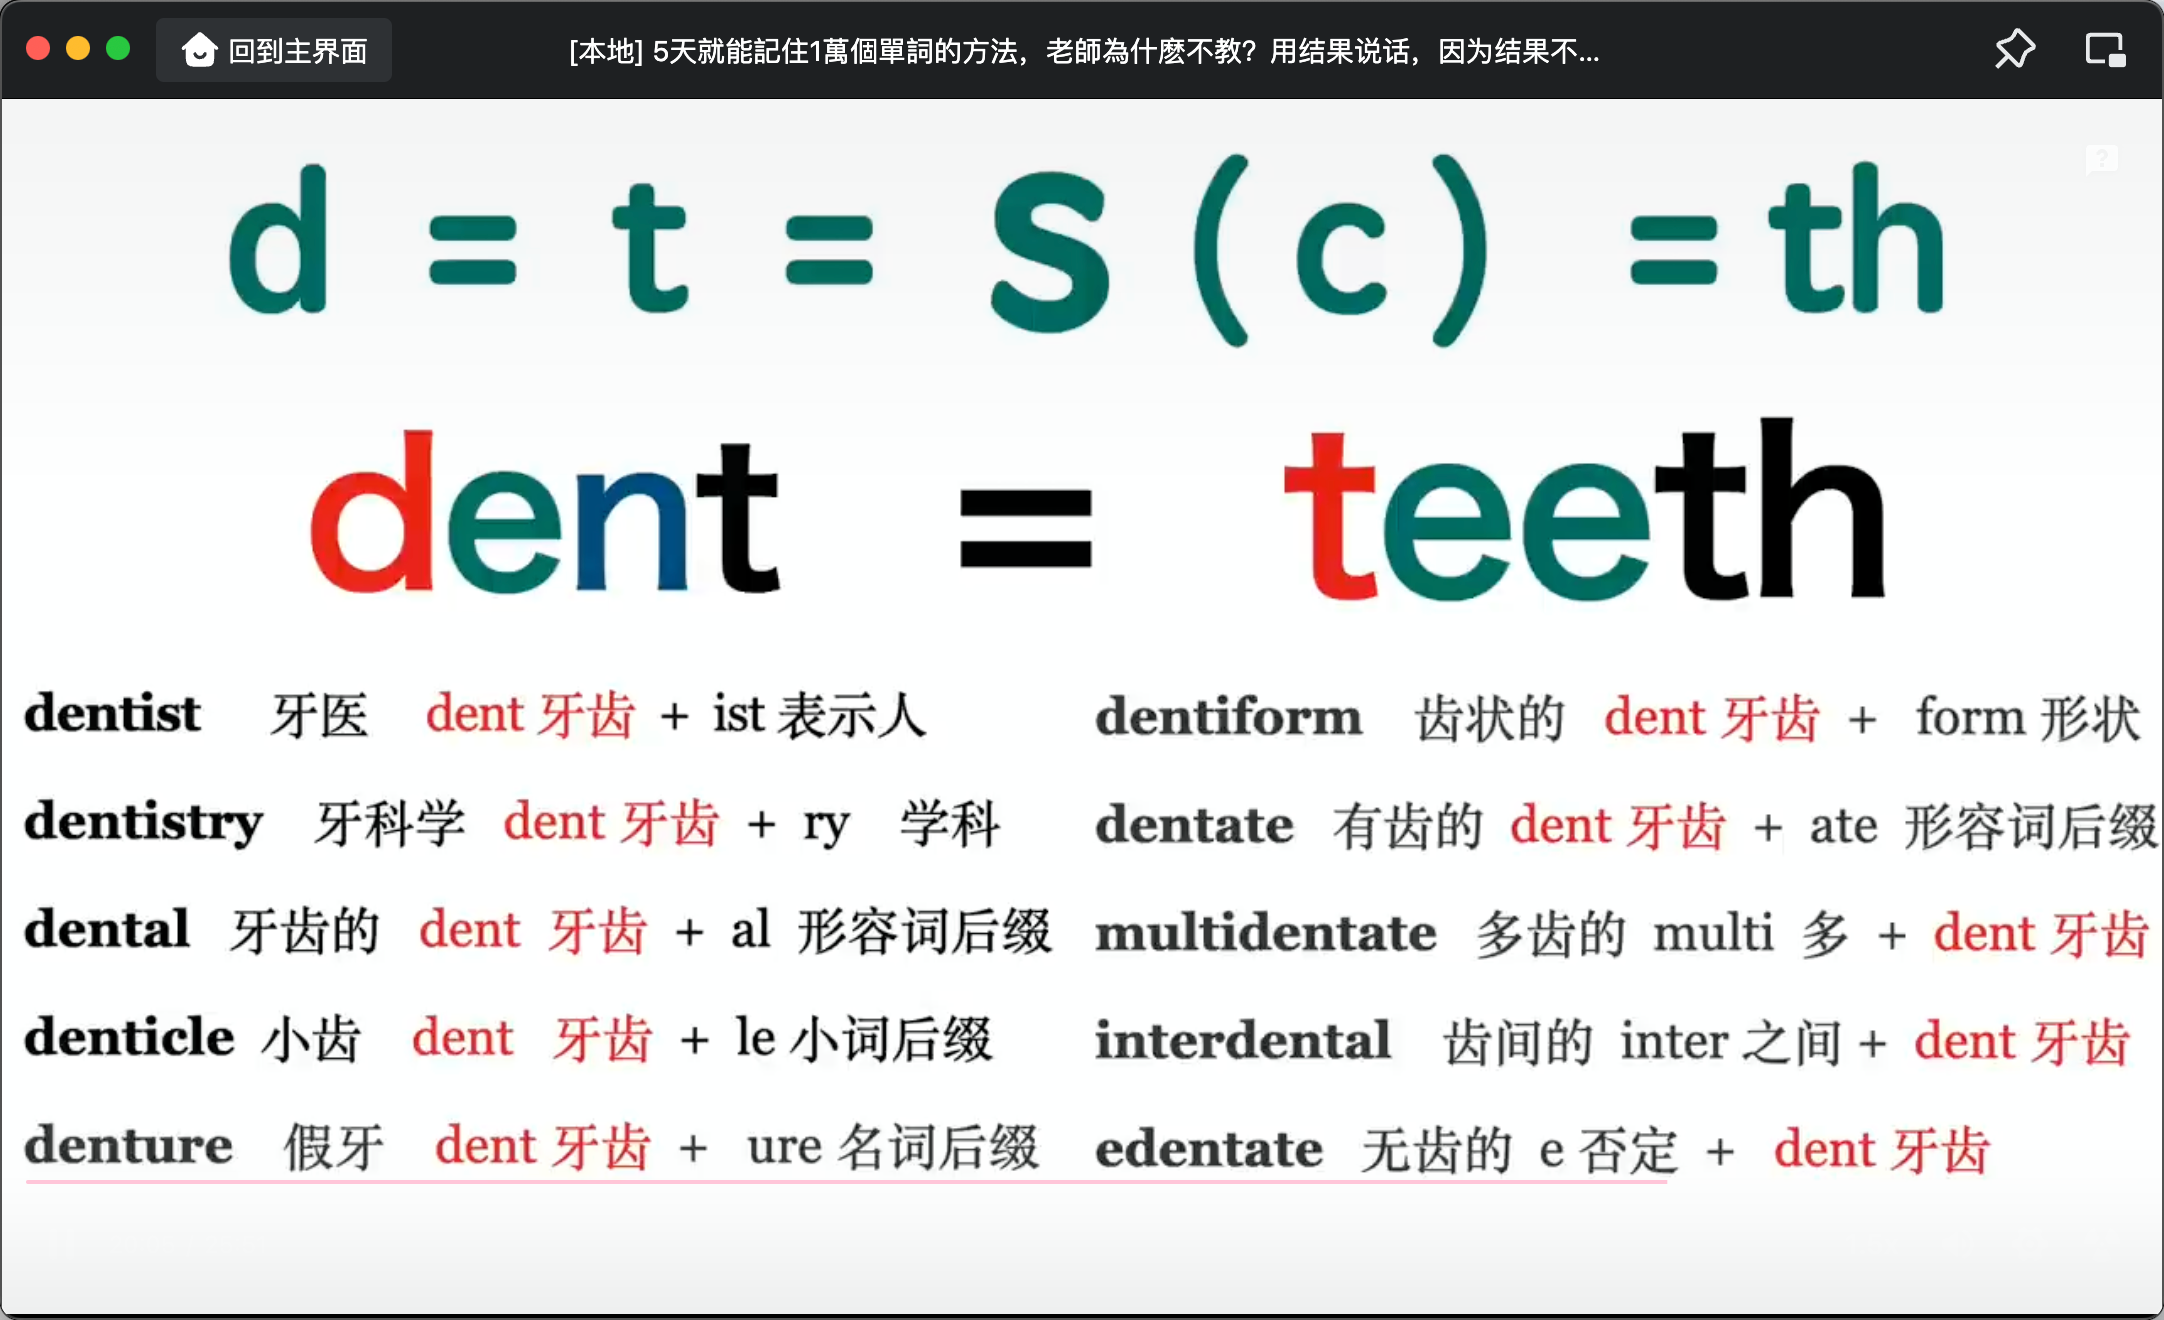 回到主界面
[本地] 5天就能記住1萬個單詞的方法，老師為什麽不教？用结果说话，因为结果不...
d = t = S (c) = th
dent = teeth
dentist 牙医 dent 牙齿 + ist 表示人
dentistry 牙科学 dent 牙齿 + ry 学科
dental 牙齿的 dent 牙齿 + al 形容词后缀
denticle 小齿 dent 牙齿 + le 小词后缀
denture 假牙 dent 牙齿 + ure 名词后缀
dentiform 齿状的 dent 牙齿 + form 形状
dentate 有齿的 dent 牙齿 + ate 形容词后缀
multidentate 多齿的 multi 多 + dent 牙齿
interdental 齿间的 inter 之间 + dent 牙齿
edentate 无齿的 e 否定 + dent 牙齿